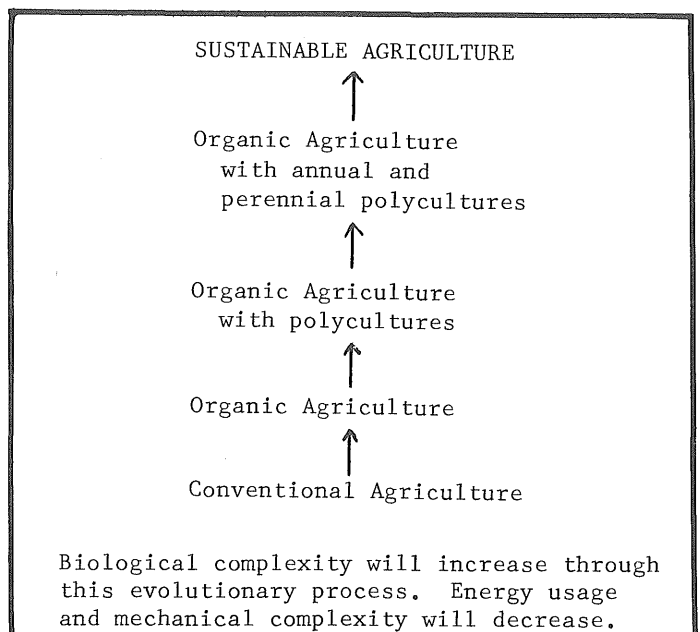 SUSTAINABLE AGRICULTURE
Organic Agriculture
with annual and
perennial polycultures
Organic Agriculture
with polycultures
Organic Agriculture
Conventional Agriculture
Biological complexity will increase through
this evolutionary process. Energy usage
and mechanical complexity will decrease.